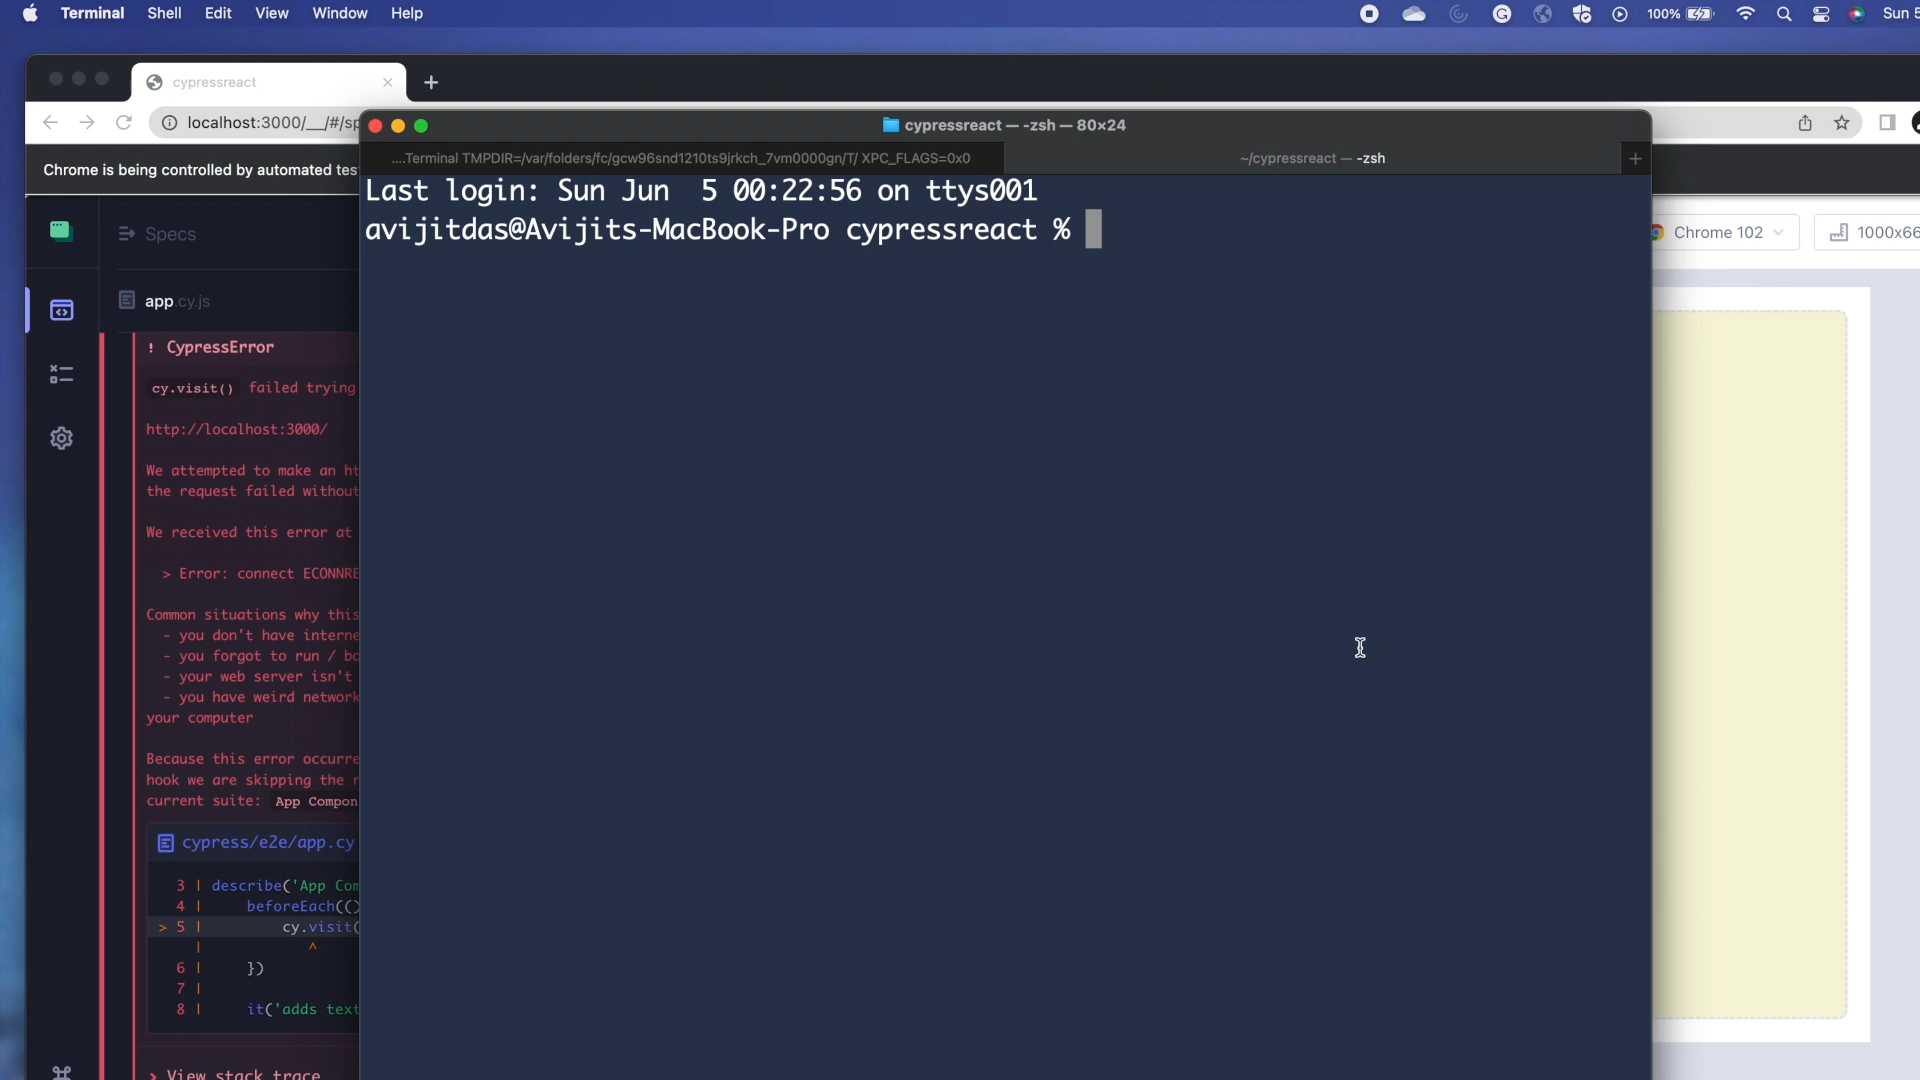 Terminal Shell Edit View Window Help 100% Sun 5
cypressreact
localhost:3000/__/#/sp
cypressreact — -zsh — 80×24
Chrome is being controlled by automated tes
....Terminal TMPDIR=/var/folders/fc/gcw96snd1210ts9jrkch_7vm0000gn/T/ XPC_FLAGS=0x0
~/cypressreact — -zsh
Last login: Sun Jun  5 00:22:56 on ttys001
avijitdas@Avijits-MacBook-Pro cypressreact %
Specs
Chrome 102
1000x66
app.cy.js
! CypressError
cy.visit() failed trying
http://localhost:3000/
We attempted to make an ht
the request failed without
We received this error at
> Error: connect ECONNRE
Common situations why this
- you don't have interne
- you forgot to run / bo
- your web server isn't
- you have weird network
your computer
Because this error occurre
hook we are skipping the r
current suite: App Compon
cypress/e2e/app.cy
3 | describe('App Com
4 | beforeEach(()
> 5 | cy.visit(
| ^
6 | })
7 |
8 | it('adds text
> View stack trace